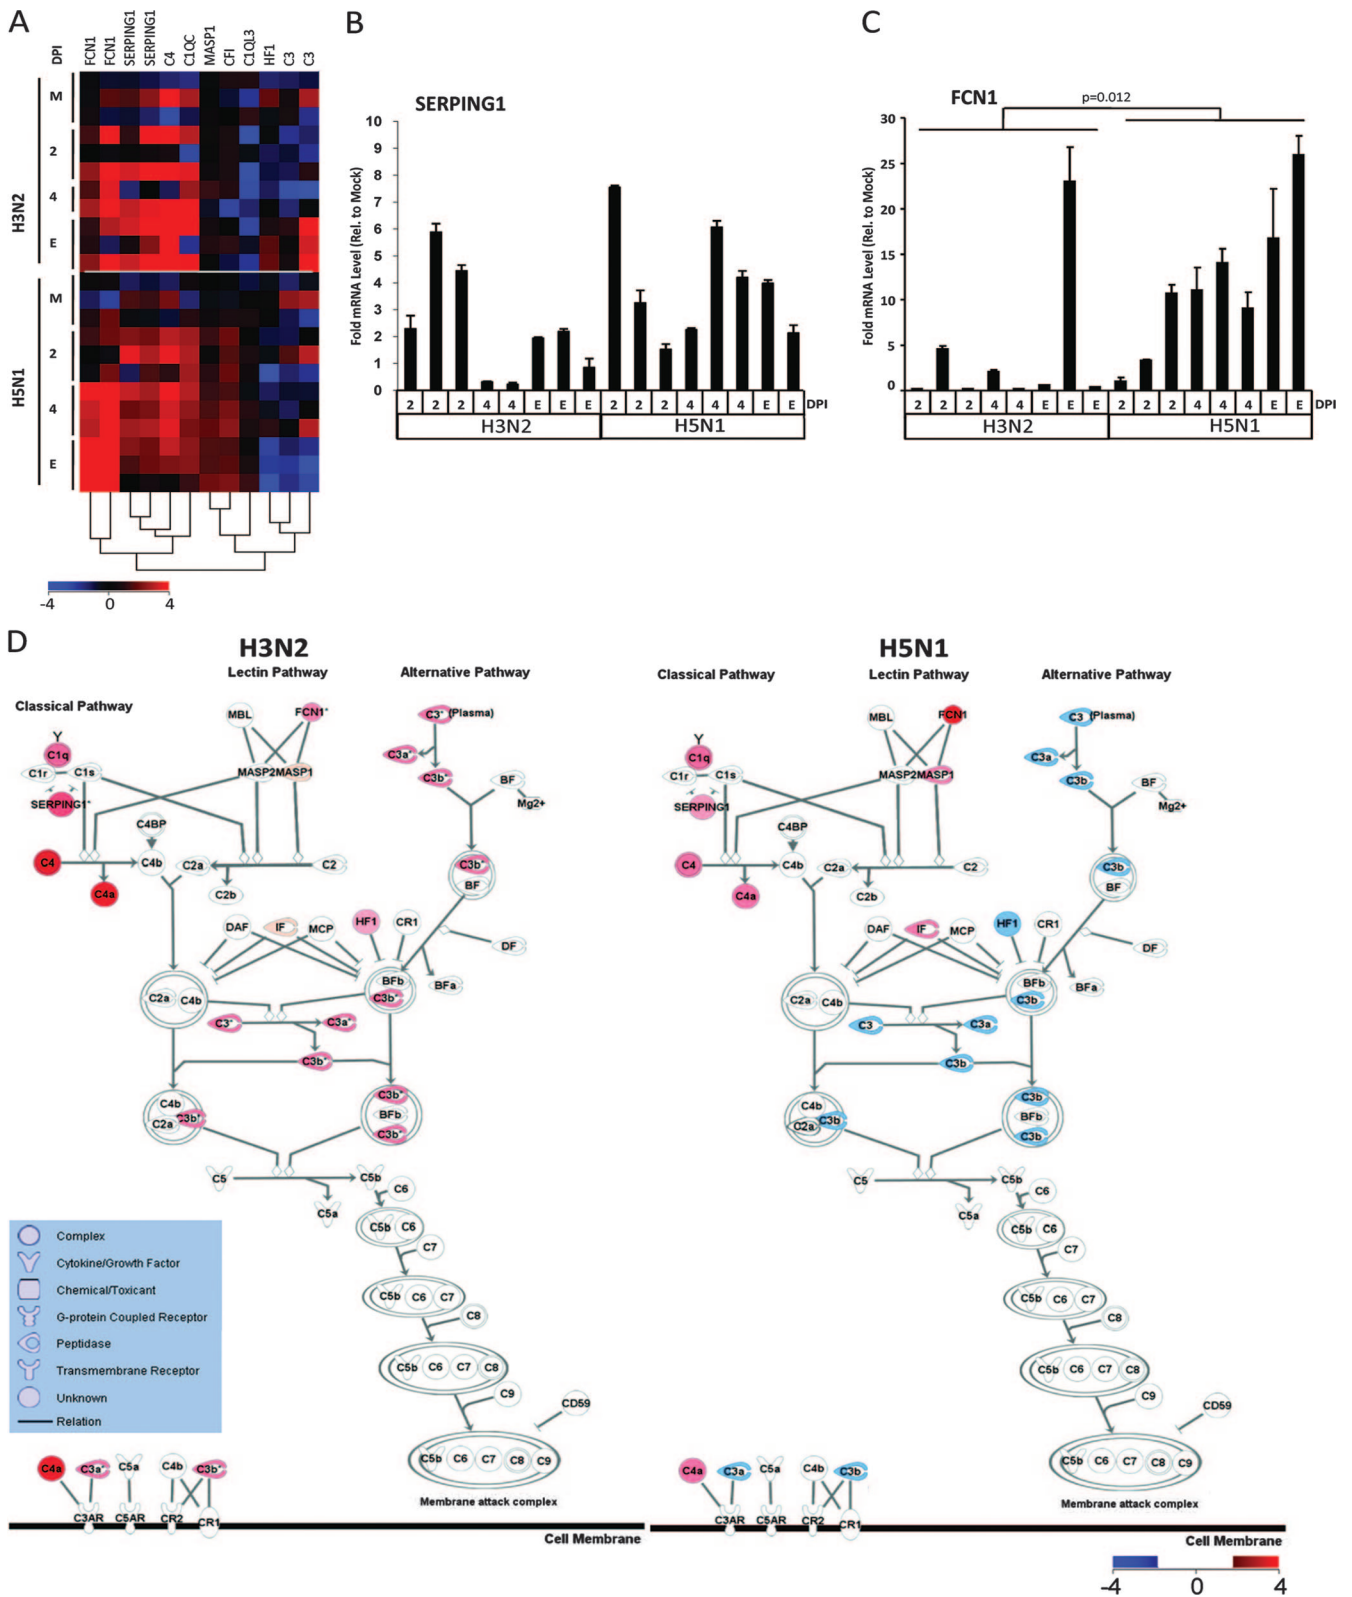 A
DPI
FCN1
FCN1
SERPING1
SERPING1
C4
C1QC
MASP1
CFI
C1QL3
HF1
C3
C3
H3N2
M
2
4
E
H5N1
M
2
4
E
-4 0 4
B
SERPING1
Fold mRNA Level (Rel. to Mock)
10
9
8
7
6
5
4
3
2
1
0
2 2 2 4 4 E E E 2 2 2 4 4 4 E E DPI
H3N2 H5N1
C
FCN1
p=0.012
Fold mRNA Level (Rel. to Mock)
30
25
20
15
10
5
0
2 2 2 4 4 E E E 2 2 2 4 4 4 E E DPI
H3N2 H5N1
D
H3N2
Lectin Pathway Alternative Pathway
Classical Pathway
MBL FCN1* C3* (Plasma)
Y
C1q C3a*
C1r C1s MASP2 MASP1 C3b* BF
SERPING1* Mg2+
C4BP
C4 C4b C2a C2 C3b*
C4a C2b BF
DAF IF MCP HF1 CR1
DF
BFb BFa
C2a C4b C3b*
C3* C3a*
C3b*
C4b C3b*
C2a C3b* BFb
C3b*
C5 C5b C6
C5a C5b C6
C7
C5b C6 C7
C8
C5b C6 C7 C8
C9
CD59
C5b C6 C7 C8 C9
Membrane attack complex
Complex
Cytokine/Growth Factor
Chemical/Toxicant
G-protein Coupled Receptor
Peptidase
Transmembrane Receptor
Unknown
Relation
C4a C3a* C5a C4b C3b*
C3AR C5AR CR2 CR1
Cell Membrane
H5N1
Classical Pathway Lectin Pathway Alternative Pathway
MBL FCN1 C3 (Plasma)
Y
C1q C3a
C1r C1s MASP2 MASP1 C3b BF
SERPING1 Mg2+
C4BP
C4 C4b C2a C2 C3b
C4a C2b BF
DAF IF MCP HF1 CR1
DF
BFb BFa
C2a C4b C3b
C3 C3a
C3b
C4b C3b
C2a C3b BFb
C3b
C5 C5b C6
C5a C5b C6
C7
C5b C6 C7
C8
C5b C6 C7 C8
C9
CD59
C5b C6 C7 C8 C9
Membrane attack complex
C4a C3a C5a C4b C3b
C3AR C5AR CR2 CR1
Cell Membrane
-4 0 4